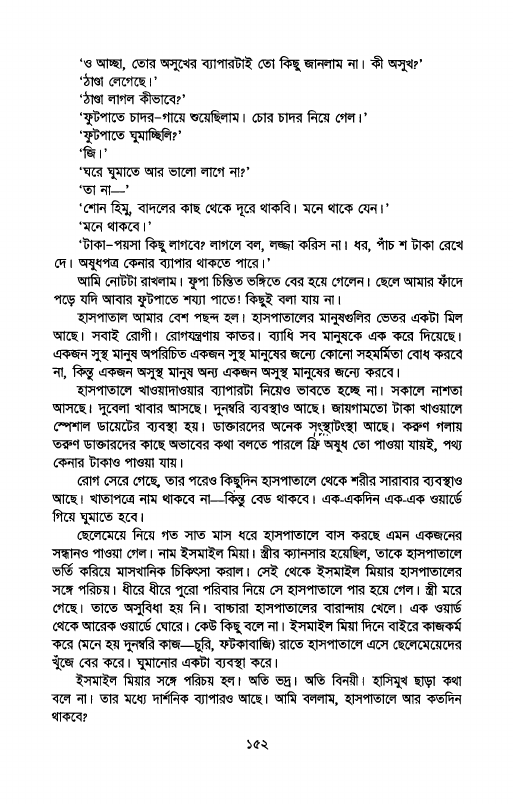 ‘ও আচ্ছা, তোর অসুখের ব্যাপারটাই তো কিছু জানলাম না। কী অসুখ?’
‘ঠাণ্ডা লেগেছে।’
‘ঠাণ্ডা লাগল কীভাবে?’
‘ফুটপাতে চাদর-গায়ে শুয়েছিলাম। চোর চাদর নিয়ে গেল।’
‘ফুটপাতে ঘুমাচ্ছিলি?’
‘জি।’
‘ঘরে ঘুমাতে আর ভালো লাগে না?’
‘তা না—’
‘শোন হিমু, বাদলের কাছ থেকে দূরে থাকবি। মনে থাকে যেন।’
‘মনে থাকবে।’
‘টাকা-পয়সা কিছু লাগবে? লাগলে বল, লজ্জা করিস না। ধর, পাঁচ শ টাকা রেখে
দে। অষুধপত্র কেনার ব্যাপার থাকতে পারে।’
আমি নোটটা রাখলাম। ফুপা চিন্তিত ভঙ্গিতে বের হয়ে গেলেন। ছেলে আমার ফাঁদে
পড়ে যদি আবার ফুটপাতে শয্যা পাতে! কিছুই বলা যায় না।
হাসপাতাল আমার বেশ পছন্দ হল। হাসপাতালের মানুষগুলির ভেতর একটা মিল
আছে। সবাই রোগী। রোগযন্ত্রণায় কাতর। ব্যাধি সব মানুষকে এক করে দিয়েছে।
একজন সুস্থ মানুষ অপরিচিত একজন সুস্থ মানুষের জন্যে কোনো সহমর্মিতা বোধ করবে
না, কিন্তু একজন অসুস্থ মানুষ অন্য একজন অসুস্থ মানুষের জন্যে করবে।
হাসপাতালে খাওয়াদাওয়ার ব্যাপারটা নিয়েও ভাবতে হচ্ছে না। সকালে নাশতা
আসছে। দুবেলা খাবার আসছে। দুনম্বরি ব্যবস্থাও আছে। জায়গামতো টাকা খাওয়ালে
স্পেশাল ডায়েটের ব্যবস্থা হয়। ডাক্তারদের অনেক সংস্থাটংস্থা আছে। করুণ গলায়
তরুণ ডাক্তারদের কাছে অভাবের কথা বলতে পারলে ফ্রি অষুধ তো পাওয়া যায়ই, পথ্য
কেনার টাকাও পাওয়া যায়।
রোগ সেরে গেছে, তার পরেও কিছুদিন হাসপাতালে থেকে শরীর সারাবার ব্যবস্থাও
আছে। খাতাপত্রে নাম থাকবে না—কিন্তু বেড থাকবে। এক-একদিন এক-এক ওয়ার্ডে
গিয়ে ঘুমাতে হবে।
ছেলেমেয়ে নিয়ে গত সাত মাস ধরে হাসপাতালে বাস করছে এমন একজনের
সন্ধানও পাওয়া গেল। নাম ইসমাইল মিয়া। স্ত্রীর ক্যানসার হয়েছিল, তাকে হাসপাতালে
ভর্তি করিয়ে মাসখানিক চিকিৎসা করাল। সেই থেকে ইসমাইল মিয়ার হাসপাতালের
সঙ্গে পরিচয়। ধীরে ধীরে পুরো পরিবার নিয়ে সে হাসপাতালে পার হয়ে গেল। স্ত্রী মরে
গেছে। তাতে অসুবিধা হয় নি। বাচ্চারা হাসপাতালের বারান্দায় খেলে। এক ওয়ার্ড
থেকে আরেক ওয়ার্ডে ঘোরে। কেউ কিছু বলে না। ইসমাইল মিয়া দিনে বাইরে কাজকর্ম
করে (মনে হয় দুনম্বরি কাজ—চুরি, ফটকাবাজি) রাতে হাসপাতালে এসে ছেলেমেয়েদের
খুঁজে বের করে। ঘুমানোর একটা ব্যবস্থা করে।
ইসমাইল মিয়ার সঙ্গে পরিচয় হল। অতি ভদ্র। অতি বিনয়ী। হাসিমুখ ছাড়া কথা
বলে না। তার মধ্যে দার্শনিক ব্যাপারও আছে। আমি বললাম, হাসপাতালে আর কতদিন
থাকবে?
১৫২